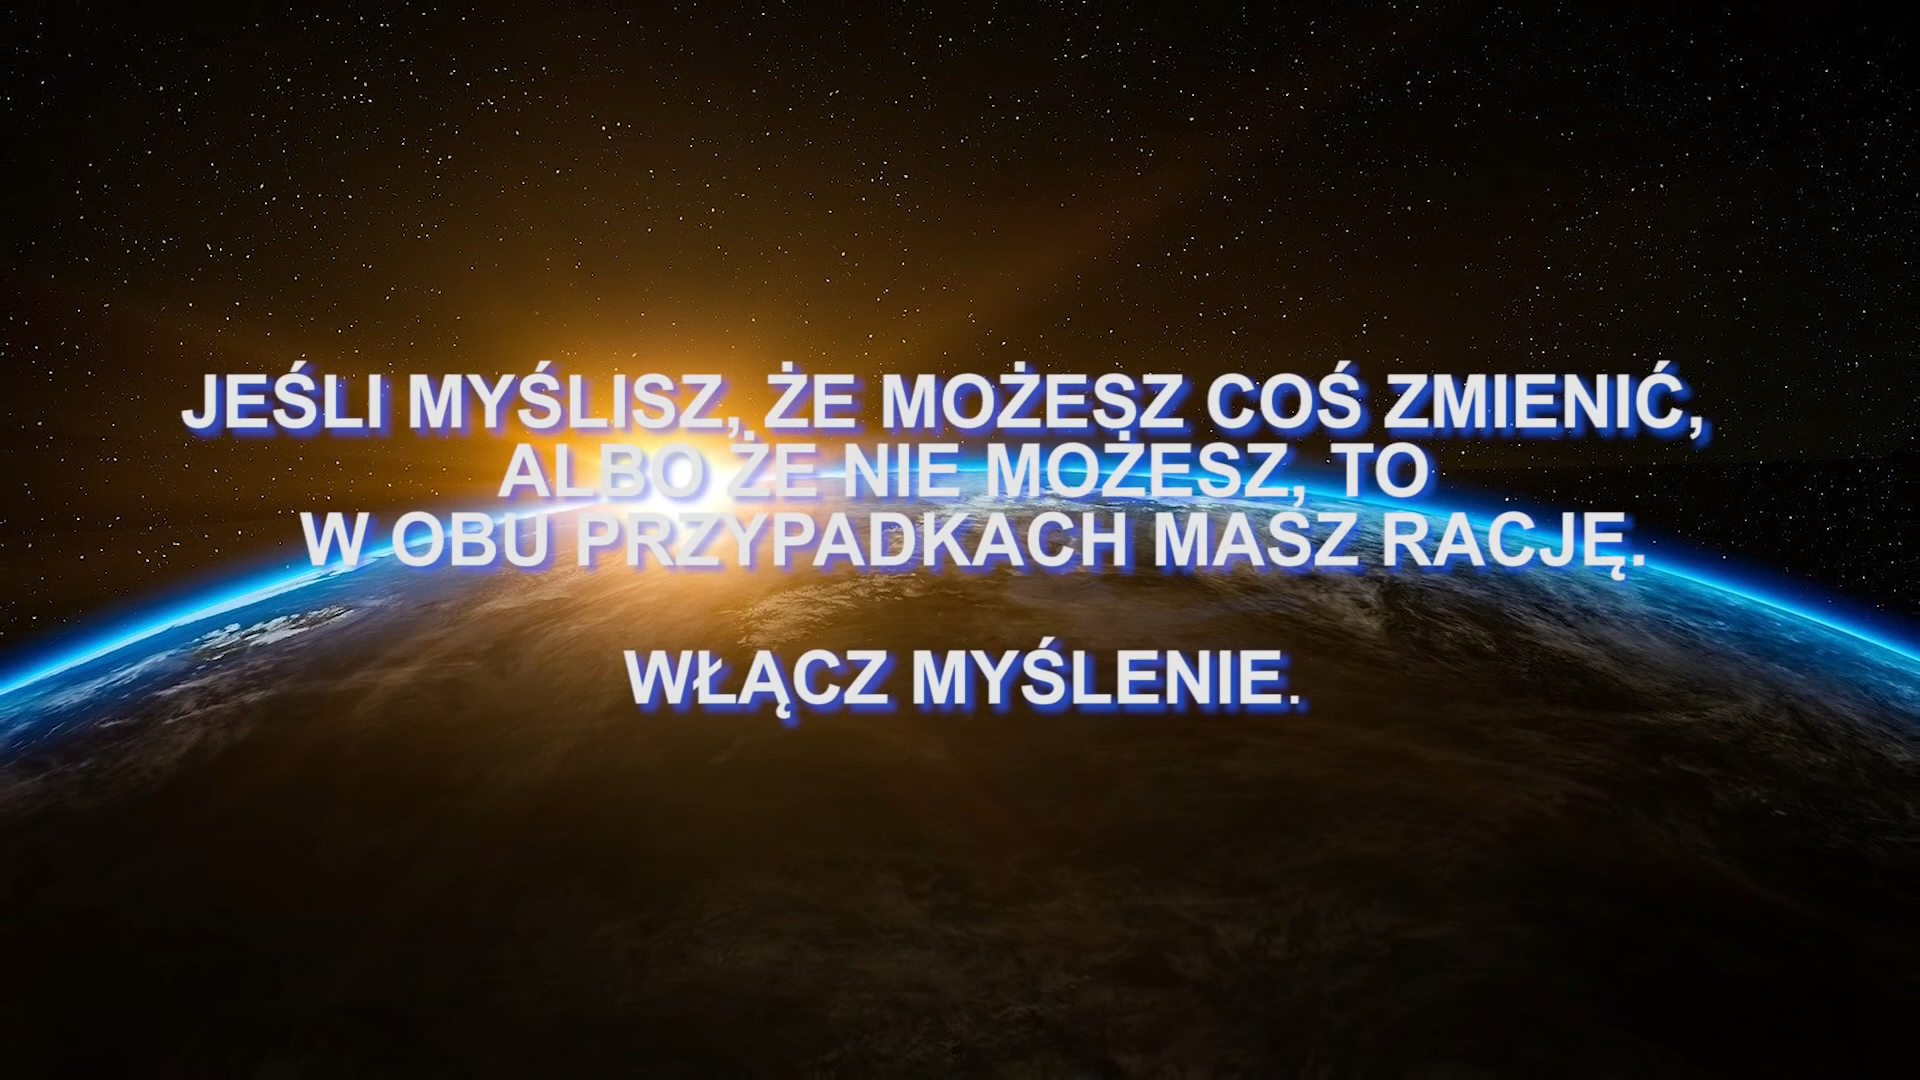 JEŚLI MYŚLISZ, ŻE MOŻESZ COŚ ZMIENIĆ,
ALBO ŻE NIE MOŻESZ, TO
W OBU PRZYPADKACH MASZ RACJĘ.
WŁĄCZ MYŚLENIE.